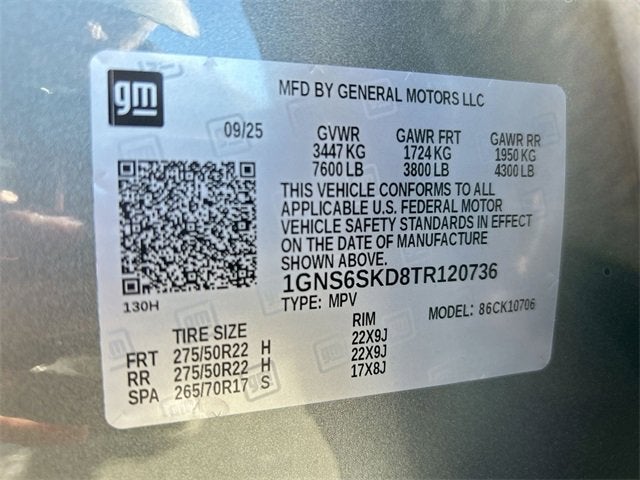 gm
MFD BY GENERAL MOTORS LLC
09/25
GVWR GAWR FRT GAWR RR
3447 KG 1724 KG 1950 KG
7600 LB 3800 LB 4300 LB
THIS VEHICLE CONFORMS TO ALL
APPLICABLE U.S. FEDERAL MOTOR
VEHICLE SAFETY STANDARDS IN EFFECT
ON THE DATE OF MANUFACTURE
SHOWN ABOVE.
1GNS6SKD8TR120736
TYPE: MPV MODEL: 86CK10706
130H
TIRE SIZE RIM
FRT 275/50R22 H 22X9J
RR 275/50R22 H 22X9J
SPA 265/70R17 S 17X8J